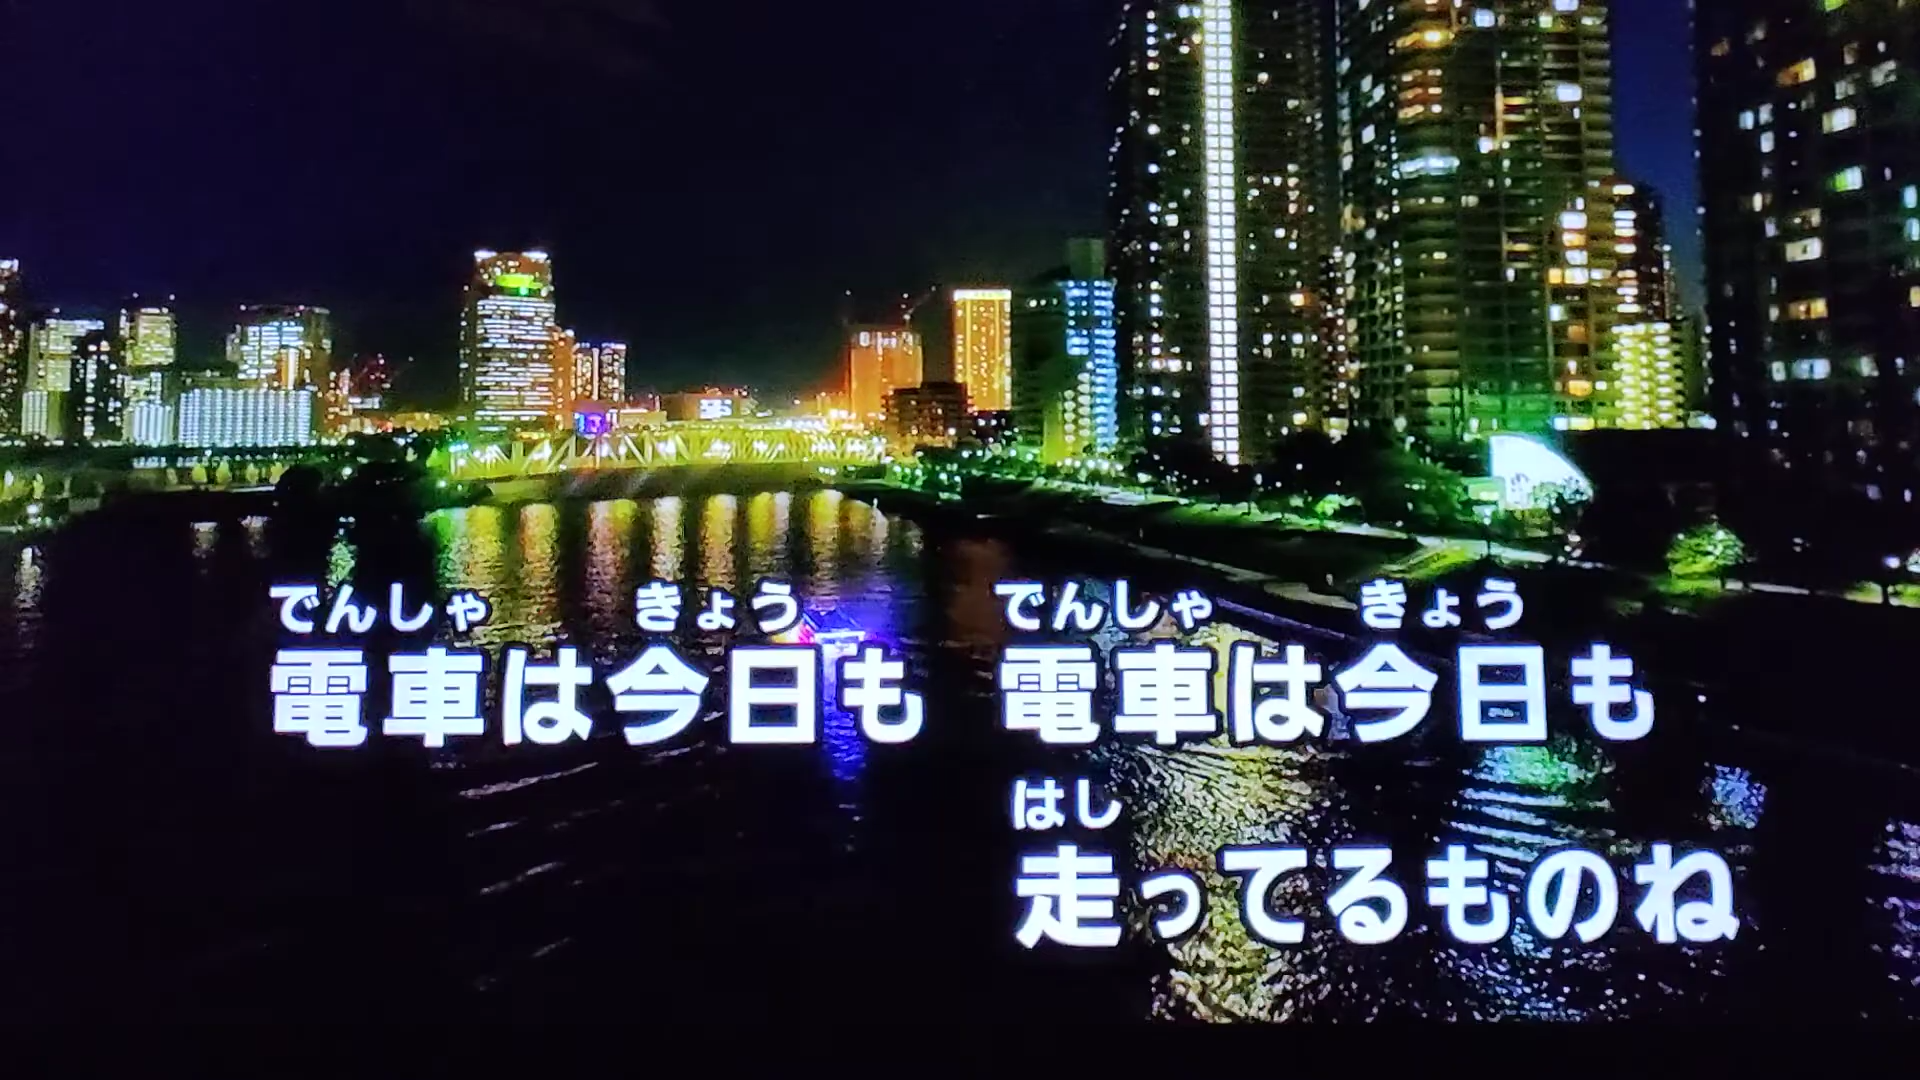 でんしゃ きょう でんしゃ きょう
電車は今日も 電車は今日も
はし
走ってるものね